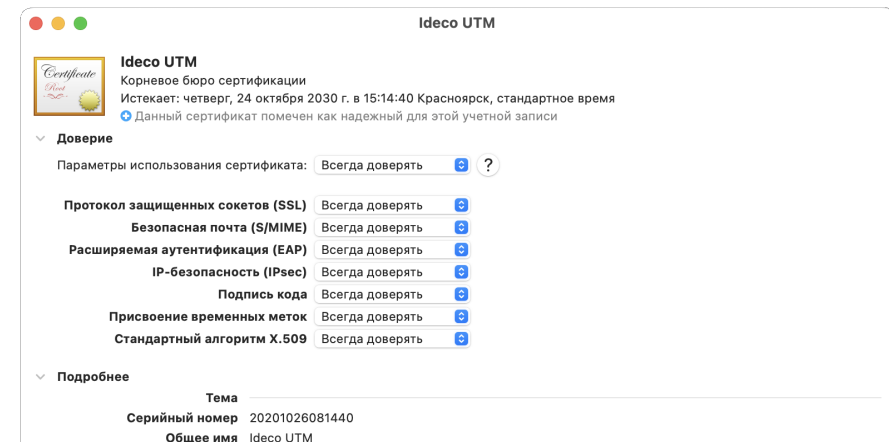 Ideco UTM
Certificate
Root
Ideco UTM
Корневое бюро сертификации
Истекает: четверг, 24 октября 2030 г. в 15:14:40 Красноярск, стандартное время
Данный сертификат помечен как надежный для этой учетной записи
Доверие
Параметры использования сертификата: Всегда доверять ?
Протокол защищенных сокетов (SSL) Всегда доверять
Безопасная почта (S/MIME) Всегда доверять
Расширяемая аутентификация (EAP) Всегда доверять
IP-безопасность (IPsec) Всегда доверять
Подпись кода Всегда доверять
Присвоение временных меток Всегда доверять
Стандартный алгоритм X.509 Всегда доверять
Подробнее
Тема
Серийный номер 20201026081440
Общее имя Ideco UTM